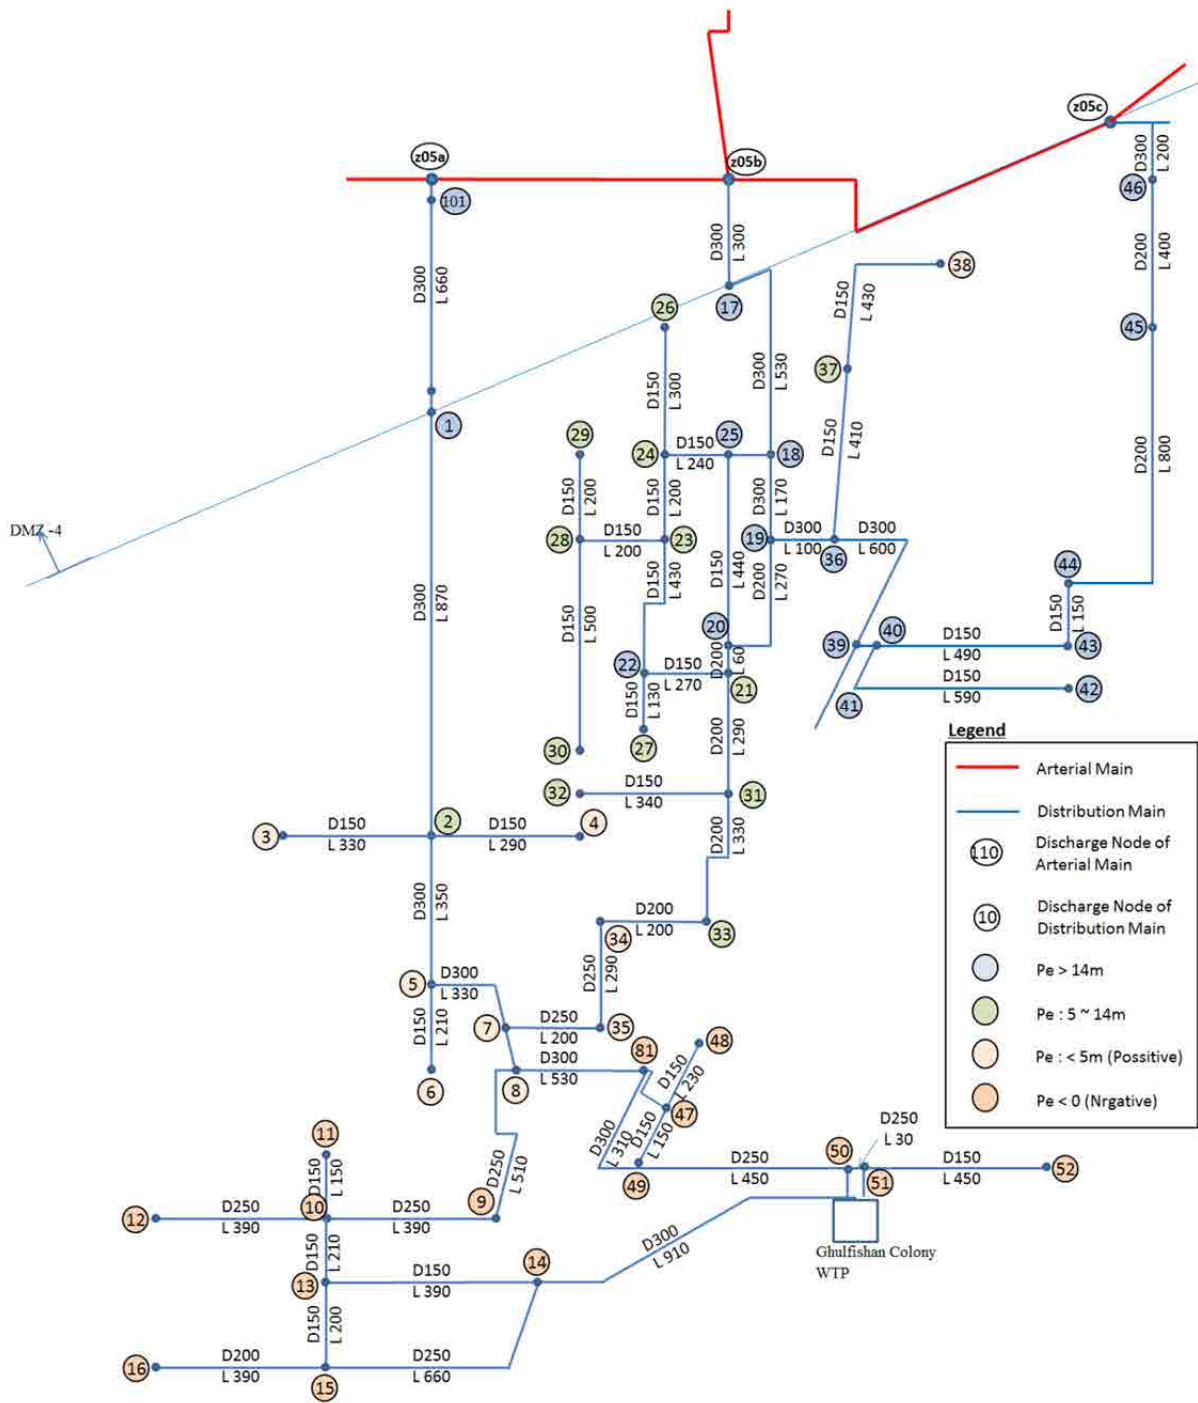 z05c
z05a
z05b
D300
L 200
101
46
D300
L 300
D200
L 400
38
D300
L 660
26
17
D150
L 430
45
D300
L 530
37
D150
L 300
1
29
25
D150
L 410
24
D150
L 240
18
D200
L 800
D150
L 200
D150
L 200
D300
L 170
DMZ -4
28
D150
L 200
23
19
D300
L 100
D300
L 600
36
44
D300
L 870
D150
L 430
D150
L 440
D200
L 270
D150
L 150
D150
L 500
20
39
40
D150
L 490
43
22
D150
L 270
D200
L 60
21
41
D150
L 590
42
D150
L 130
27
30
D200
L 290
32
D150
L 340
31
2
4
3
D150
L 330
D150
L 290
D200
L 330
D300
L 350
D200
L 200
34
33
D250
L 290
5
D300
L 330
7
D250
L 200
35
81
48
D150
L 210
6
8
D300
L 530
D150
L 230
47
11
D300
L 310
D150
L 150
D250
L 30
D150
L 150
D250
L 510
49
D250
L 450
50
51
D150
L 450
52
12
D250
L 390
10
D250
L 390
9
D150
L 210
D300
L 910
Ghulfishan Colony
WTP
14
13
D150
L 390
D150
L 200
16
D200
L 390
15
D250
L 660
Legend
Arterial Main
Distribution Main
110
Discharge Node of
Arterial Main
10
Discharge Node of
Distribution Main
Pe > 14m
Pe : 5 ~ 14m
Pe : < 5m (Possitive)
Pe < 0 (Nrgative)